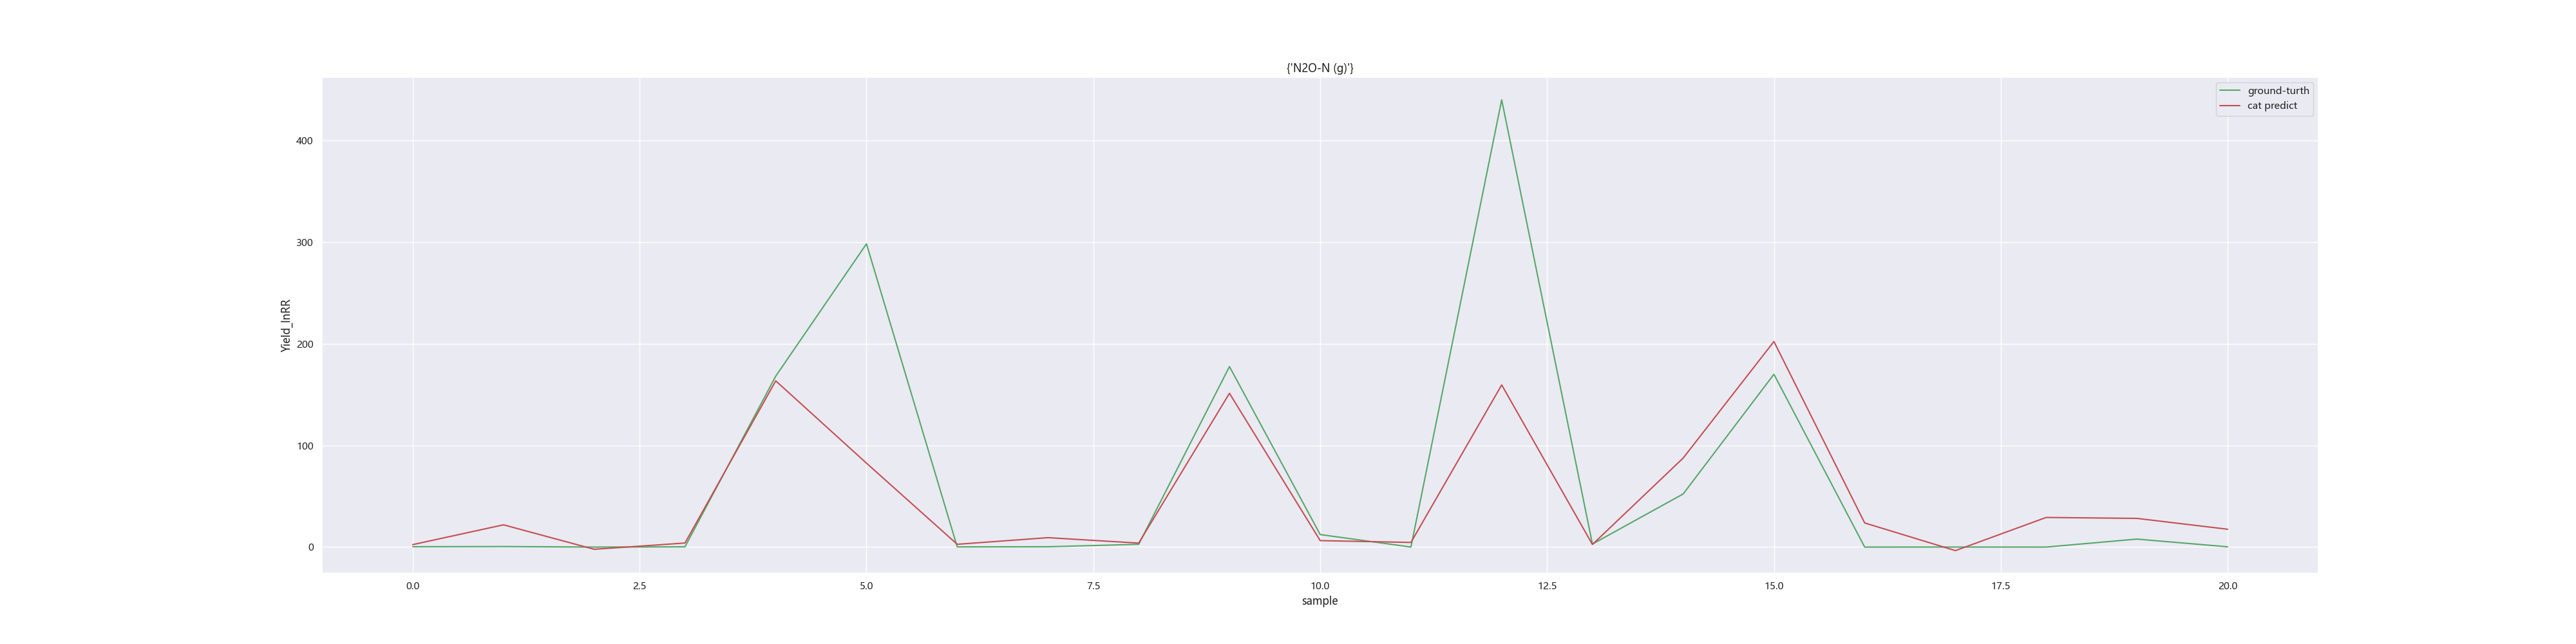 {'N2O-N (g)'}
ground-turth
cat predict
400
300
200
100
0
Yield_lnRR
0.0 2.5 5.0 7.5 10.0 12.5 15.0 17.5 20.0
sample